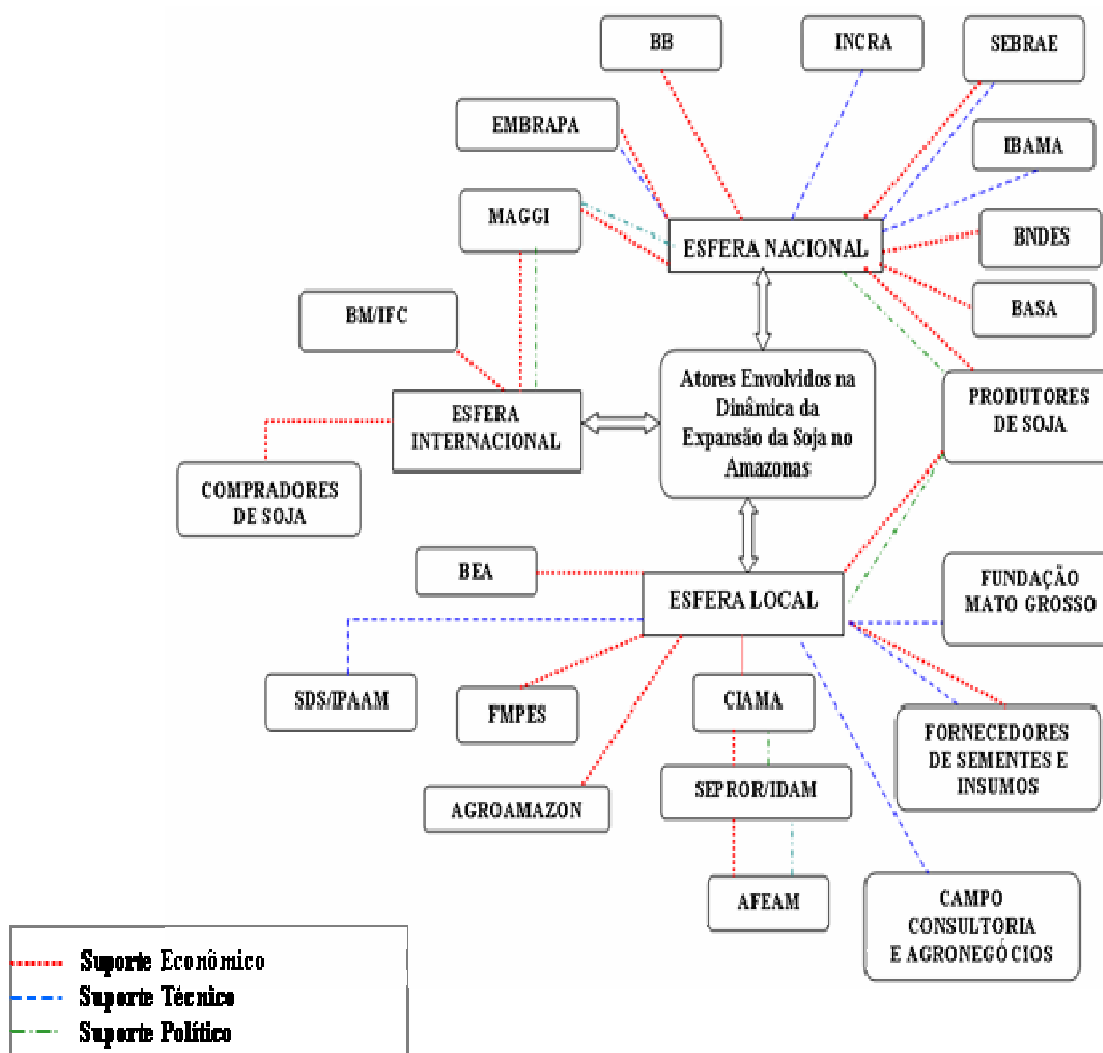 BB
INCRA
SEBRAE
EMBRAPA
IBAMA
MAGGI
ESFERA NACIONAL
BNDES
BM/IFC
BASA
Atores Envolvidos na
Dinâmica da
Expansão da Soja no
Amazonas
ESFERA
INTERNACIONAL
PRODUTORES
DE SOJA
COMPRADORES
DE SOJA
BEA
ESFERA LOCAL
FUNDAÇÃO
MATO GROSSO
SDS/IPAAM
FMPES
CIAMA
FORNECEDORES
DE SEMENTES E
INSUMOS
AGROAMAZON
SEPROR/IDAM
AFEAM
CAMPO
CONSULTORIA
E AGRONEGÓCIOS
Suporte Econômico
Suporte Técnico
Suporte Político